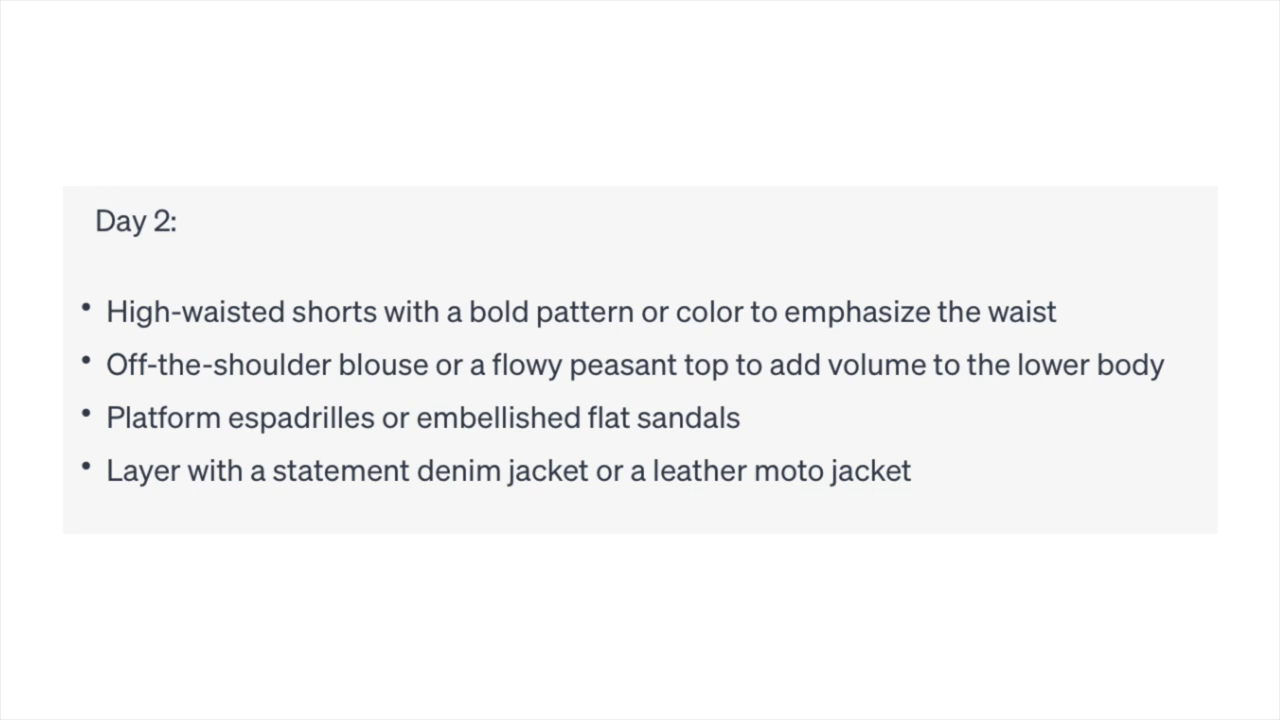 Day 2:
• High-waisted shorts with a bold pattern or color to emphasize the waist
• Off-the-shoulder blouse or a flowy peasant top to add volume to the lower body
• Platform espadrilles or embellished flat sandals
• Layer with a statement denim jacket or a leather moto jacket